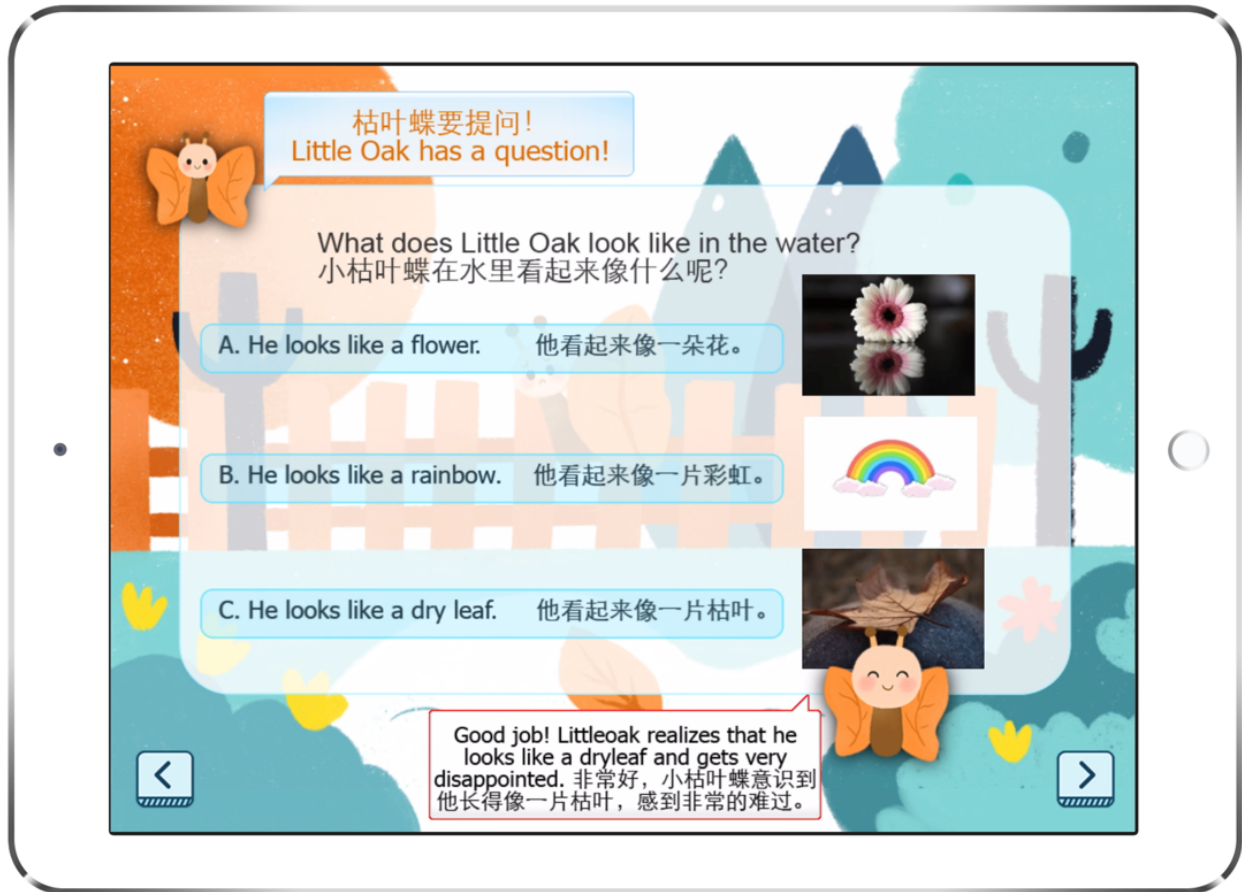 枯叶蝶要提问！
Little Oak has a question!
What does Little Oak look like in the water?
小枯叶蝶在水里看起来像什么呢？
A. He looks like a flower. 他看起来像一朵花。
B. He looks like a rainbow. 他看起来像一片彩虹。
C. He looks like a dry leaf. 他看起来像一片枯叶。
Good job! Littleoak realizes that he
looks like a dryleaf and gets very
disappointed. 非常好，小枯叶蝶意识到
他长得像一片枯叶，感到非常的难过。